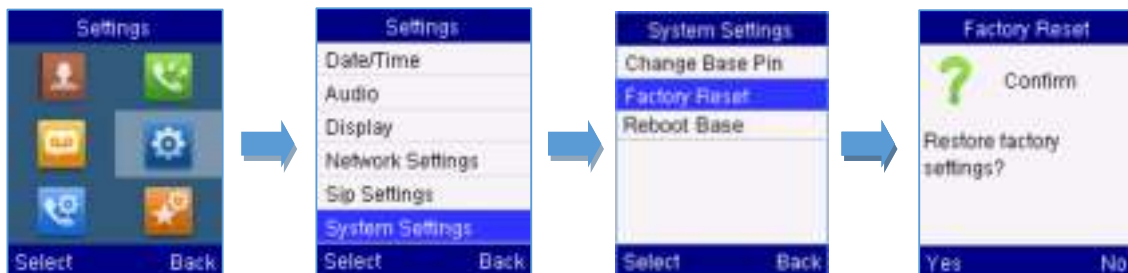 Settings
Select Back
Settings
Date/Time
Audio
Display
Network Settings
Sip Settings
System Settings
Select Back
System Settings
Change Base Pin
Factory Reset
Reboot Base
Select Back
Factory Reset
Confirm
Restore factory
settings?
Yes No